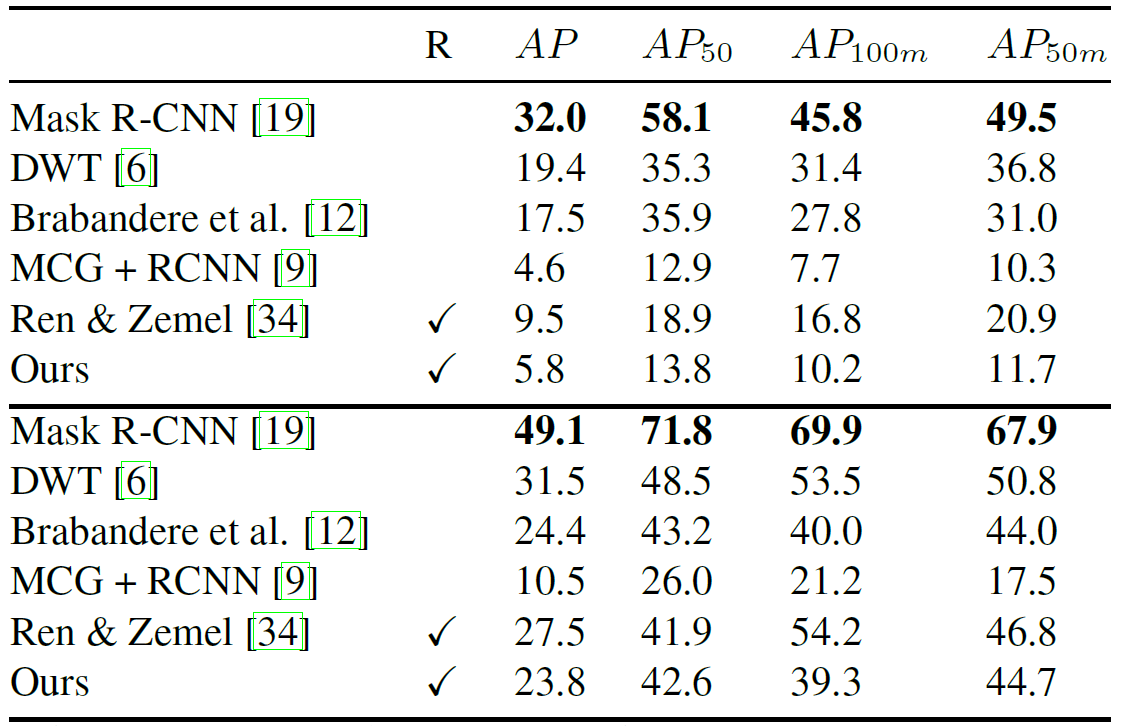 R AP AP50 AP100m AP50m
Mask R-CNN [19] 32.0 58.1 45.8 49.5
DWT [6] 19.4 35.3 31.4 36.8
Brabandere et al. [12] 17.5 35.9 27.8 31.0
MCG + RCNN [9] 4.6 12.9 7.7 10.3
Ren & Zemel [34] ✓ 9.5 18.9 16.8 20.9
Ours ✓ 5.8 13.8 10.2 11.7
Mask R-CNN [19] 49.1 71.8 69.9 67.9
DWT [6] 31.5 48.5 53.5 50.8
Brabandere et al. [12] 24.4 43.2 40.0 44.0
MCG + RCNN [9] 10.5 26.0 21.2 17.5
Ren & Zemel [34] ✓ 27.5 41.9 54.2 46.8
Ours ✓ 23.8 42.6 39.3 44.7